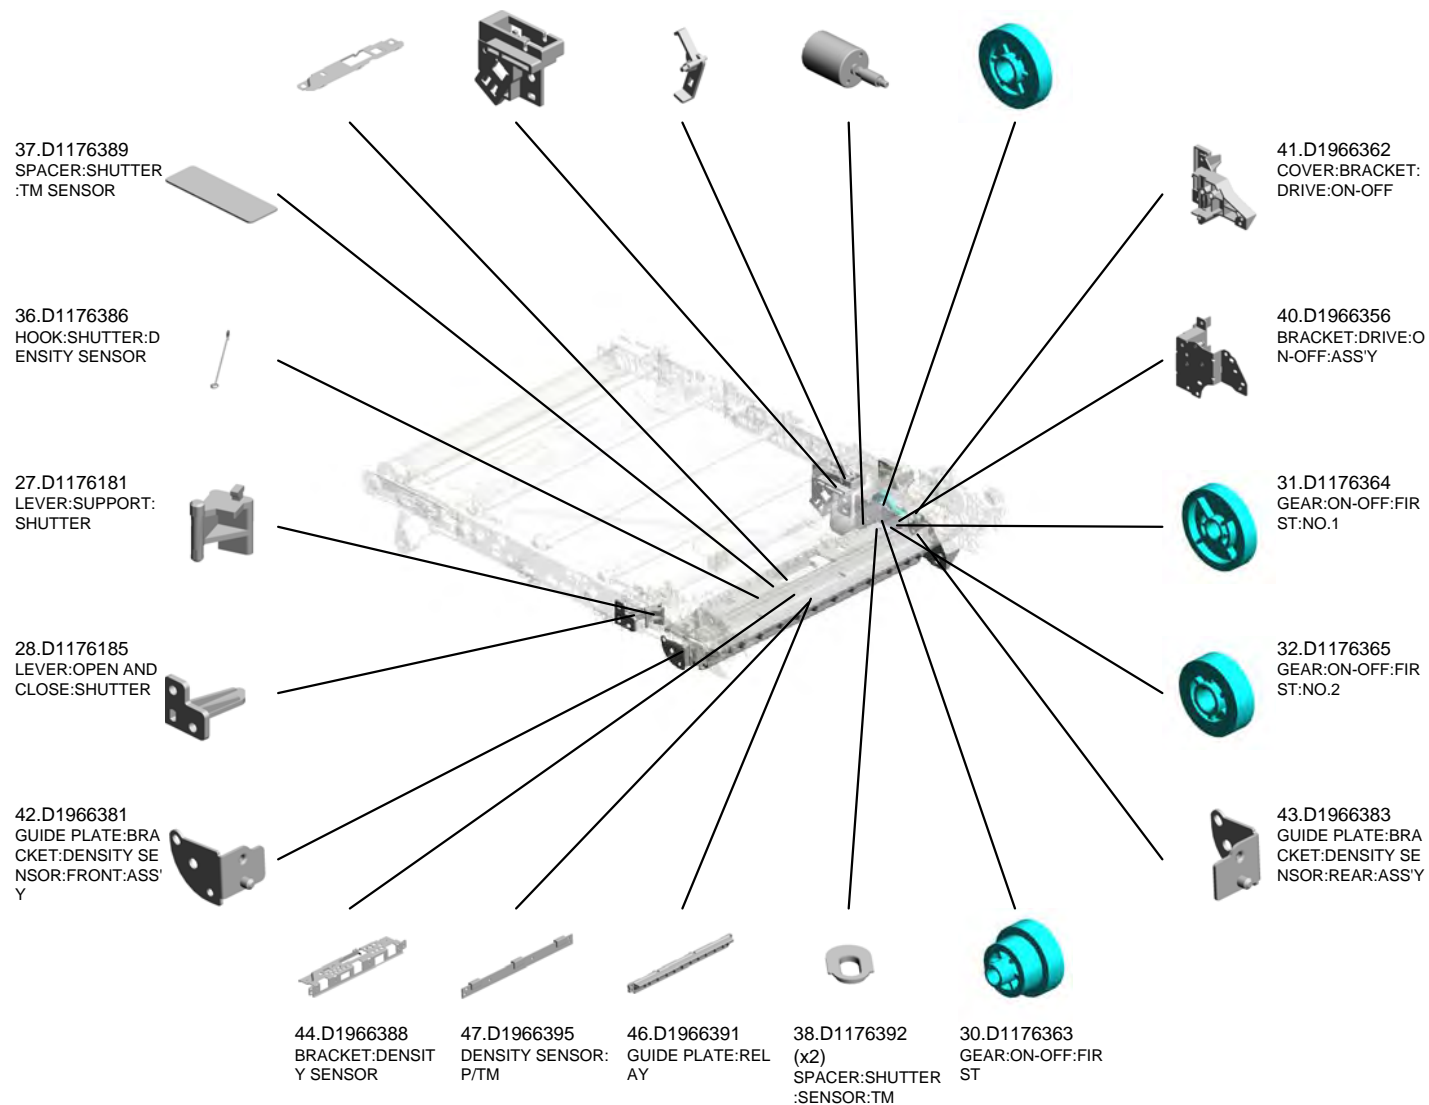 37.D1176389
SPACER:SHUTTER
:TM SENSOR
36.D1176386
HOOK:SHUTTER:D
ENSITY SENSOR
27.D1176181
LEVER:SUPPORT:
SHUTTER
28.D1176185
LEVER:OPEN AND
CLOSE:SHUTTER
42.D1966381
GUIDE PLATE:BRA
CKET:DENSITY SE
NSOR:FRONT:ASS'
Y
41.D1966362
COVER:BRACKET:
DRIVE:ON-OFF
40.D1966356
BRACKET:DRIVE:O
N-OFF:ASS'Y
31.D1176364
GEAR:ON-OFF:FIR
ST:NO.1
32.D1176365
GEAR:ON-OFF:FIR
ST:NO.2
43.D1966383
GUIDE PLATE:BRA
CKET:DENSITY SE
NSOR:REAR:ASS'Y
44.D1966388
BRACKET:DENSIT
Y SENSOR
47.D1966395
DENSITY SENSOR:
P/TM
46.D1966391
GUIDE PLATE:REL
AY
38.D1176392
(x2)
SPACER:SHUTTER
:SENSOR:TM
30.D1176363
GEAR:ON-OFF:FIR
ST